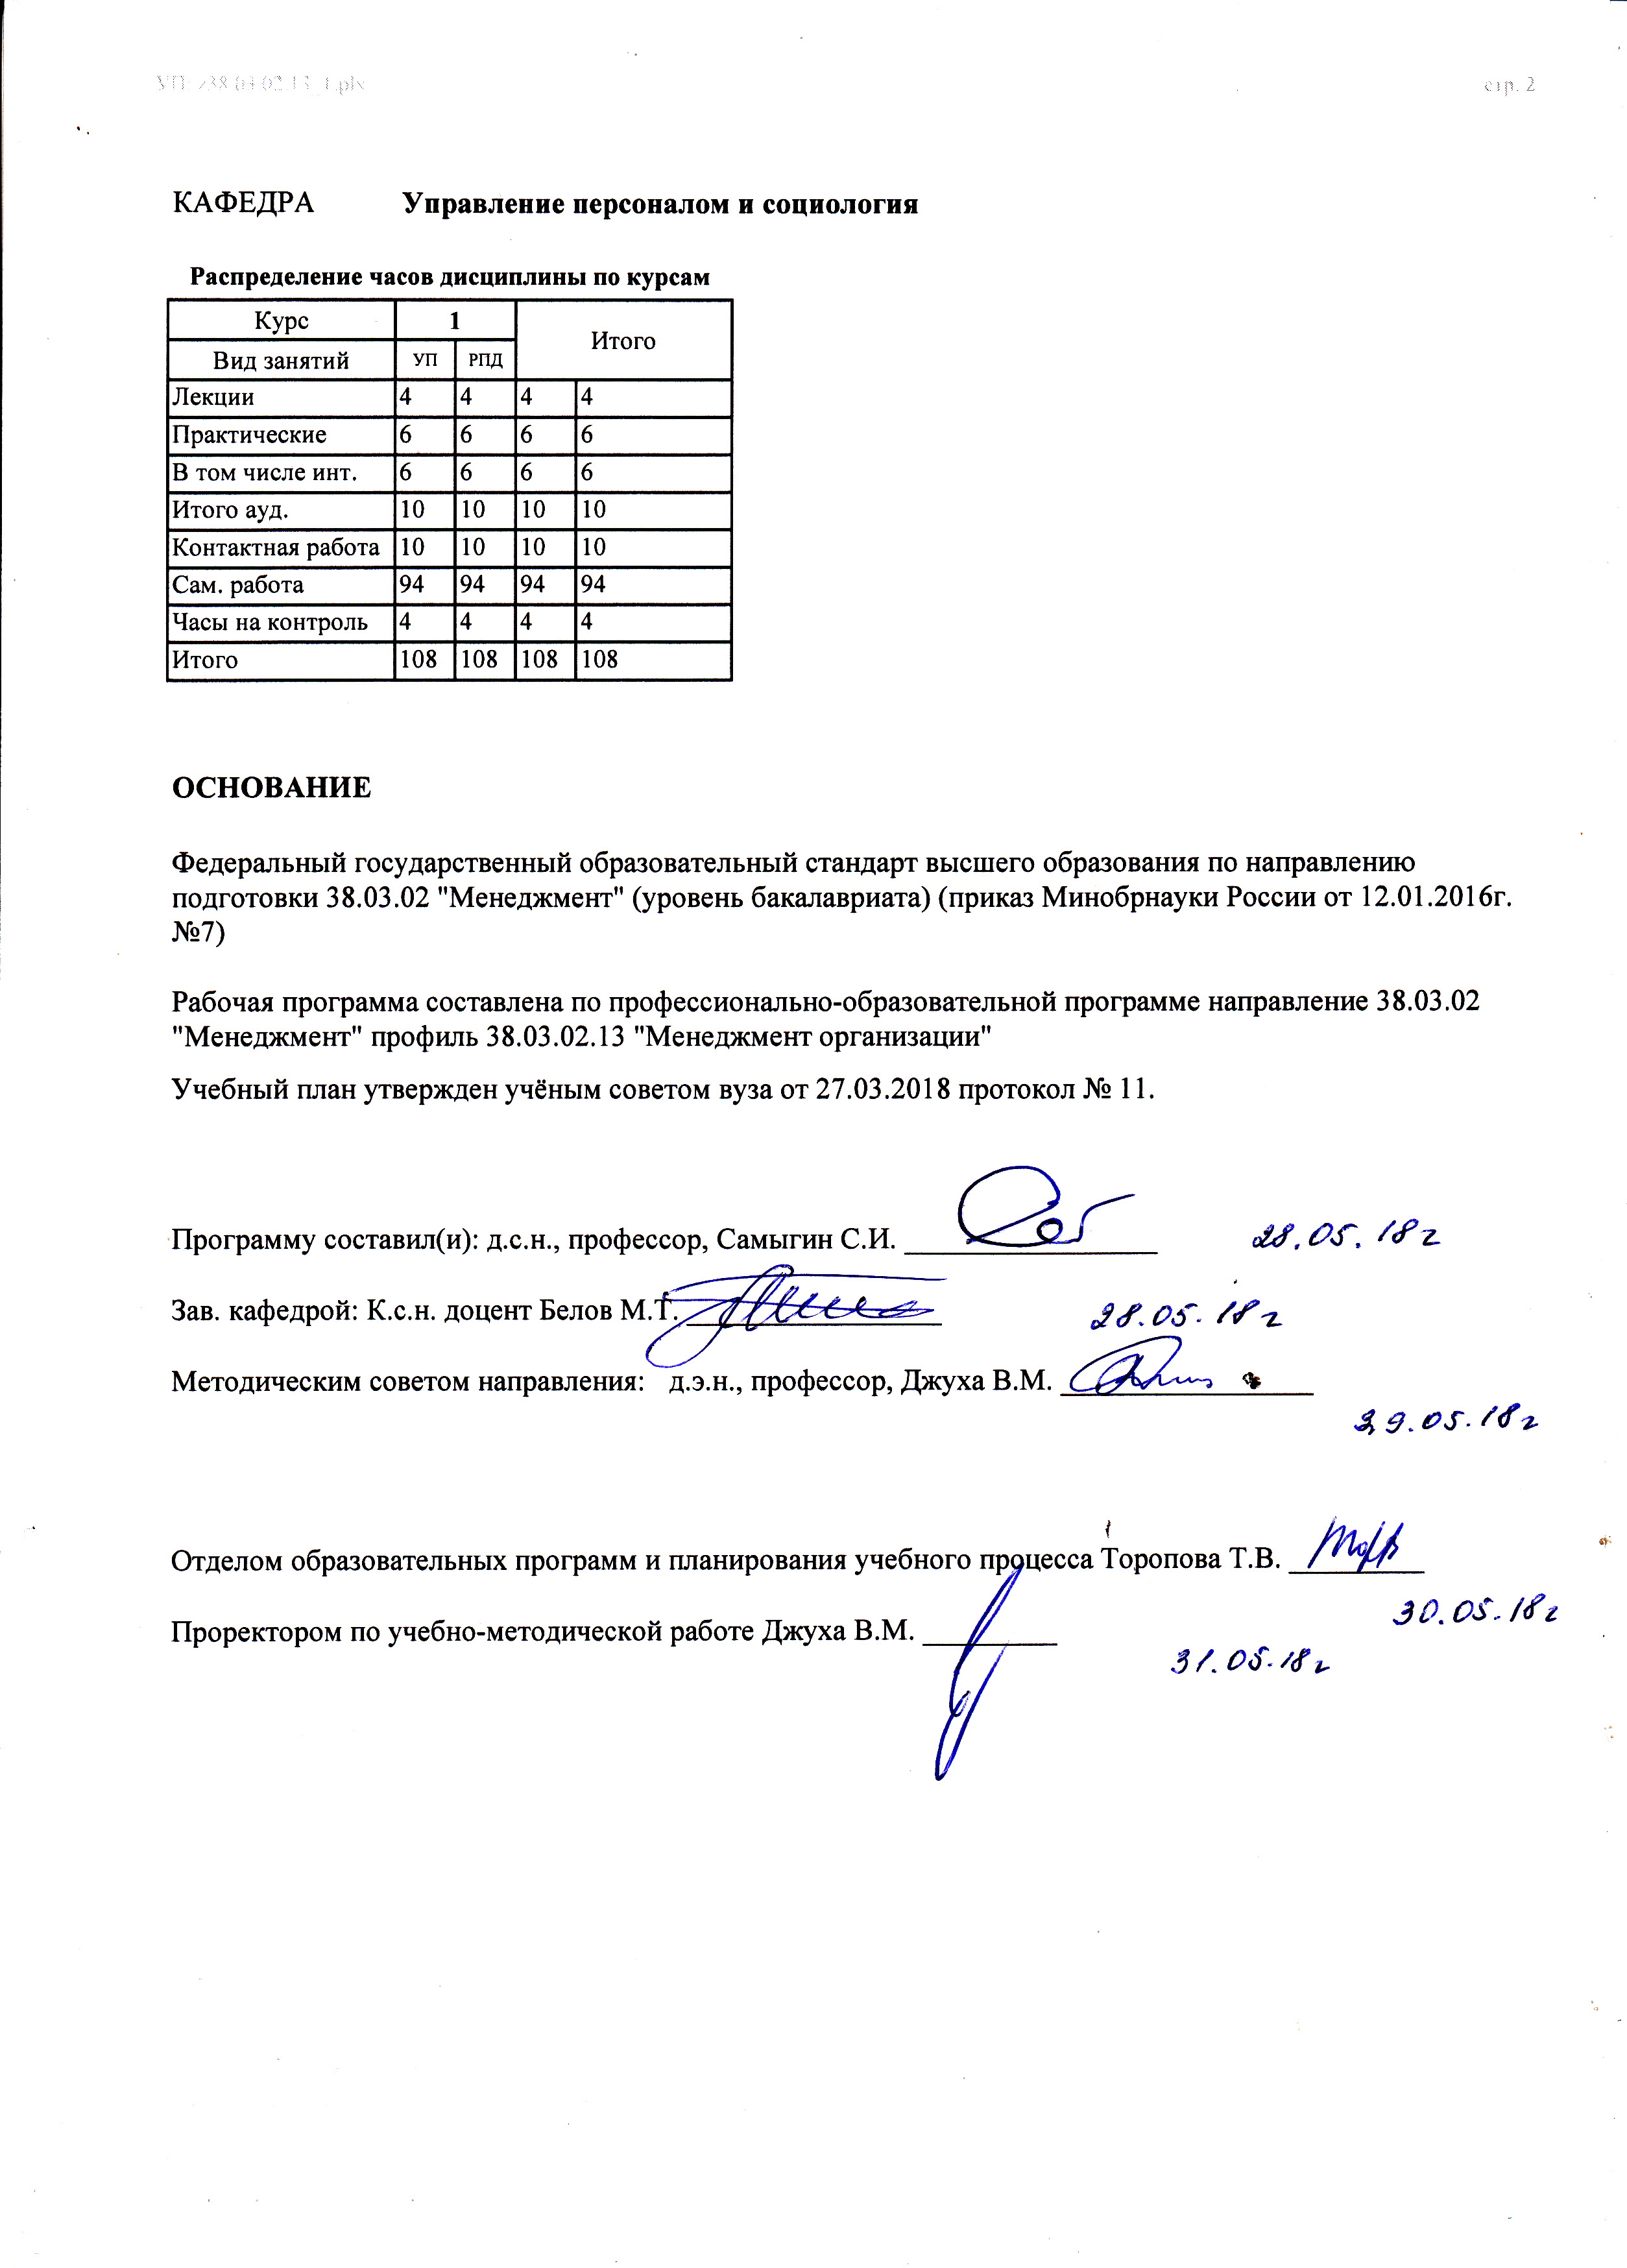 стр. 2
КАФЕДРА Управление персоналом и социология
Распределение часов дисциплины по курсам
Курс 1 Итого
Вид занятий УП РПД
Лекции 4 4 4 4
Практические 6 6 6 6
В том числе инт. 6 6 6 6
Итого ауд. 10 10 10 10
Контактная работа 10 10 10 10
Сам. работа 94 94 94 94
Часы на контроль 4 4 4 4
Итого 108 108 108 108
ОСНОВАНИЕ
Федеральный государственный образовательный стандарт высшего образования по направлению
подготовки 38.03.02 "Менеджмент" (уровень бакалавриата) (приказ Минобрнауки России от 12.01.2016г.
№7)
Рабочая программа составлена по профессионально-образовательной программе направление 38.03.02
"Менеджмент" профиль 38.03.02.13 "Менеджмент организации"
Учебный план утвержден учёным советом вуза от 27.03.2018 протокол № 11.
Программу составил(и): д.с.н., профессор, Самыгин С.И. 28.05.18г
Зав. кафедрой: К.с.н. доцент Белов М.Т. 28.05.18г
Методическим советом направления: д.э.н., профессор, Джуха В.М.
29.05.18г
Отделом образовательных программ и планирования учебного процесса Торопова Т.В.
30.05.18г
Проректором по учебно-методической работе Джуха В.М.
31.05.18г